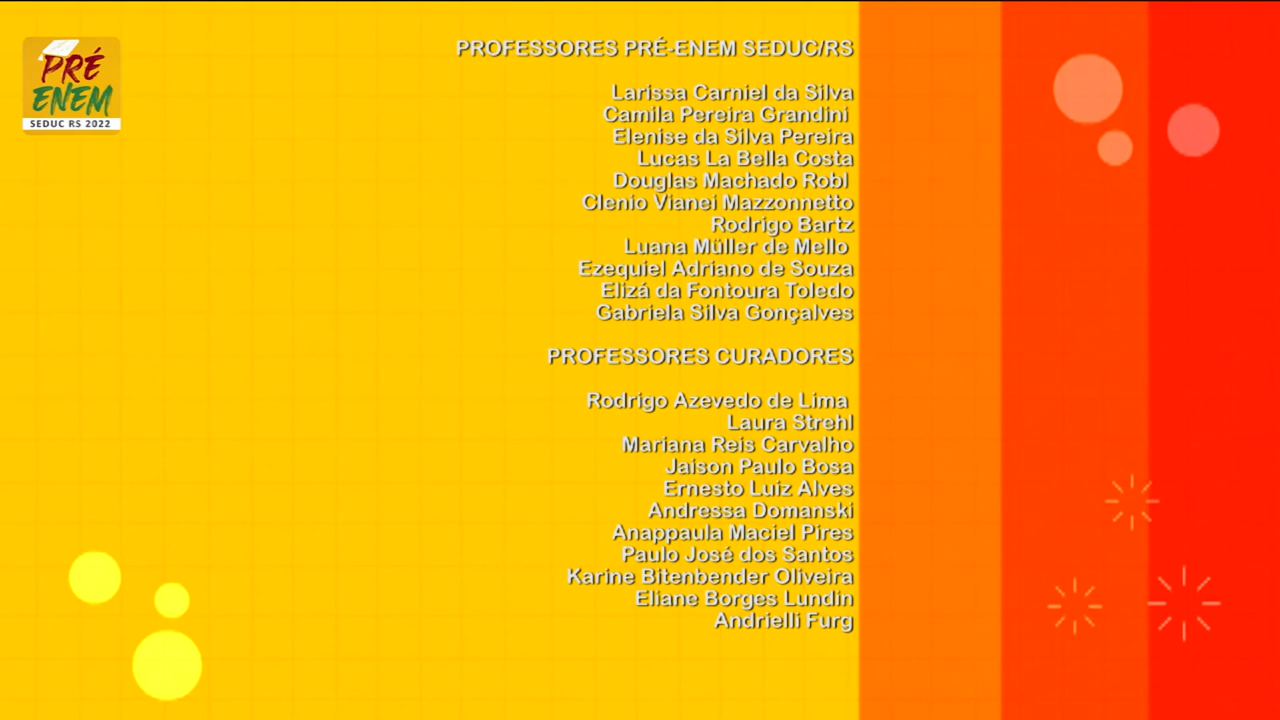 PRÉ
ENEM
SEDUC RS 2022
PROFESSORES PRÉ-ENEM SEDUC/RS
Larissa Carniel da Silva
Camila Pereira Grandini
Elenise da Silva Pereira
Lucas La Bella Costa
Douglas Machado Robl
Clenio Vianei Mazzonnetto
Rodrigo Bartz
Luana Müller de Mello
Ezequiel Adriano de Souza
Elizá da Fontoura Toledo
Gabriela Silva Gonçalves
PROFESSORES CURADORES
Rodrigo Azevedo de Lima
Laura Strehl
Mariana Reis Carvalho
Jaison Paulo Bosa
Ernesto Luiz Alves
Andressa Domanski
Anappaula Maciel Pires
Paulo José dos Santos
Karine Bitenbender Oliveira
Eliane Borges Lundin
Andrielli Furg